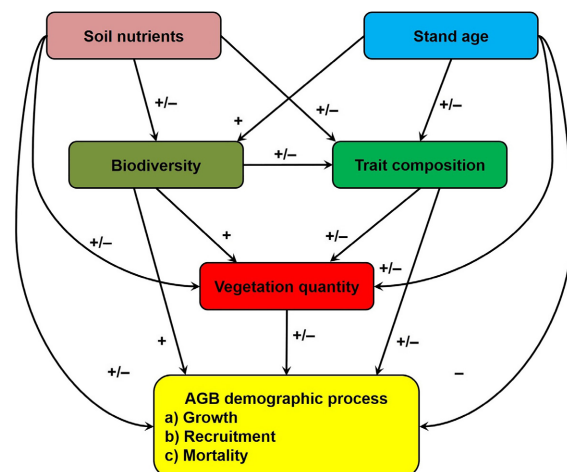 Soil nutrients
Stand age
+/–
+
+/–
+/–
Biodiversity
+/–
Trait composition
+/–
+
+/–
+/–
Vegetation quantity
+/–
+
+/–
+/–
–
AGB demographic process
a) Growth
b) Recruitment
c) Mortality